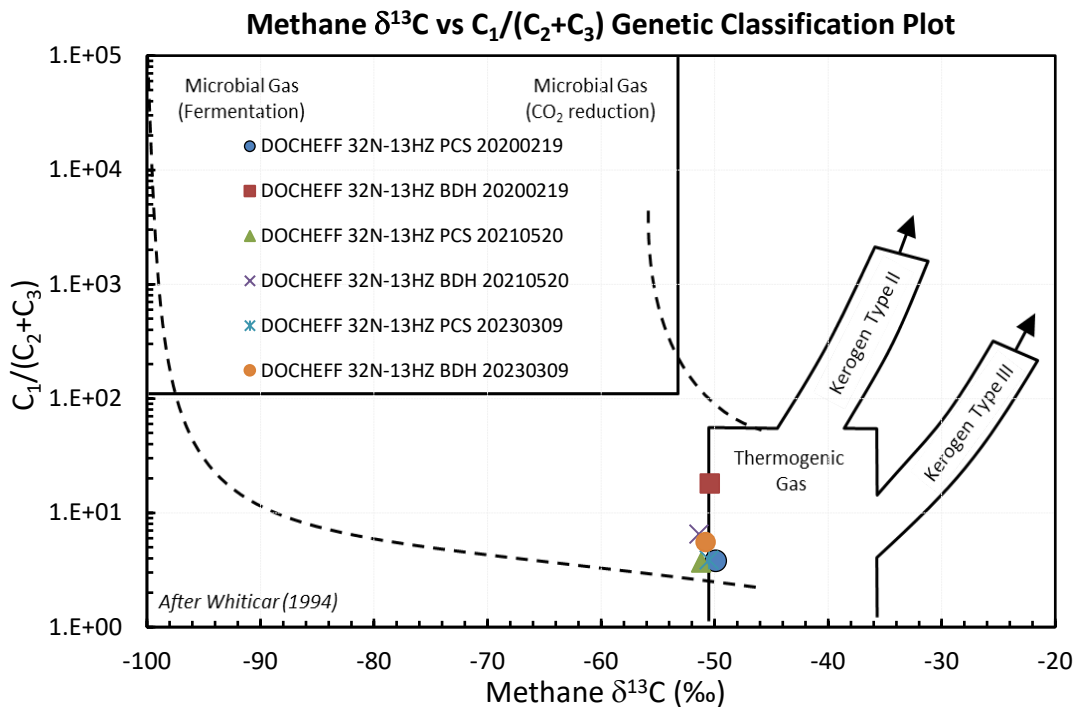 Methane δ¹³C vs C₁/(C₂+C₃) Genetic Classification Plot
1.E+05
1.E+04
1.E+03
1.E+02
1.E+01
1.E+00
C₁/(C₂+C₃)
Microbial Gas
(Fermentation)
Microbial Gas
(CO₂ reduction)
DOCHEFF 32N-13HZ PCS 20200219
DOCHEFF 32N-13HZ BDH 20200219
DOCHEFF 32N-13HZ PCS 20210520
DOCHEFF 32N-13HZ BDH 20210520
DOCHEFF 32N-13HZ PCS 20230309
DOCHEFF 32N-13HZ BDH 20230309
Kerogen Type II
Kerogen Type III
Thermogenic
Gas
After Whiticar (1994)
-100 -90 -80 -70 -60 -50 -40 -30 -20
Methane δ¹³C (‰)